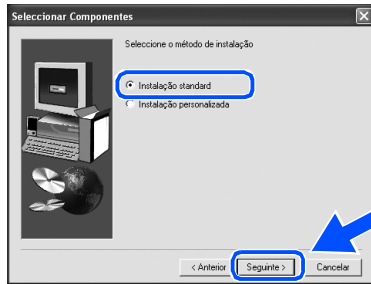 Seleccionar Componentes
Seleccione o método de instalação
Instalação standard
Instalação personalizada
< Anterior
Seguinte >
Cancelar